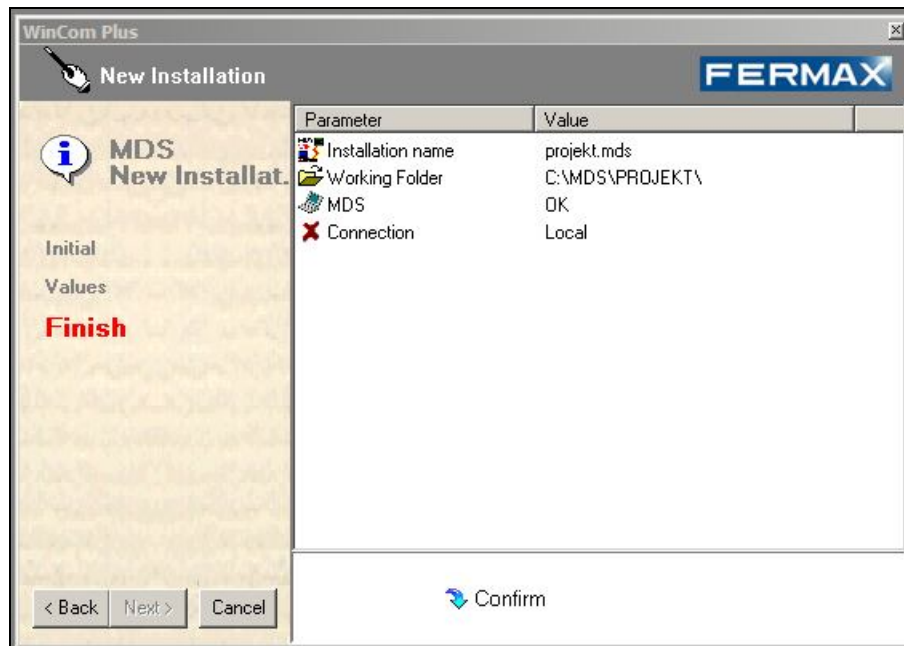 WinCom Plus
New Installation
FERMAX
MDS
New Installat.
Initial
Values
Finish
Parameter Value
Installation name projekt.mds
Working Folder C:\MDS\PROJEKT\
MDS OK
Connection Local
< Back Next > Cancel
Confirm